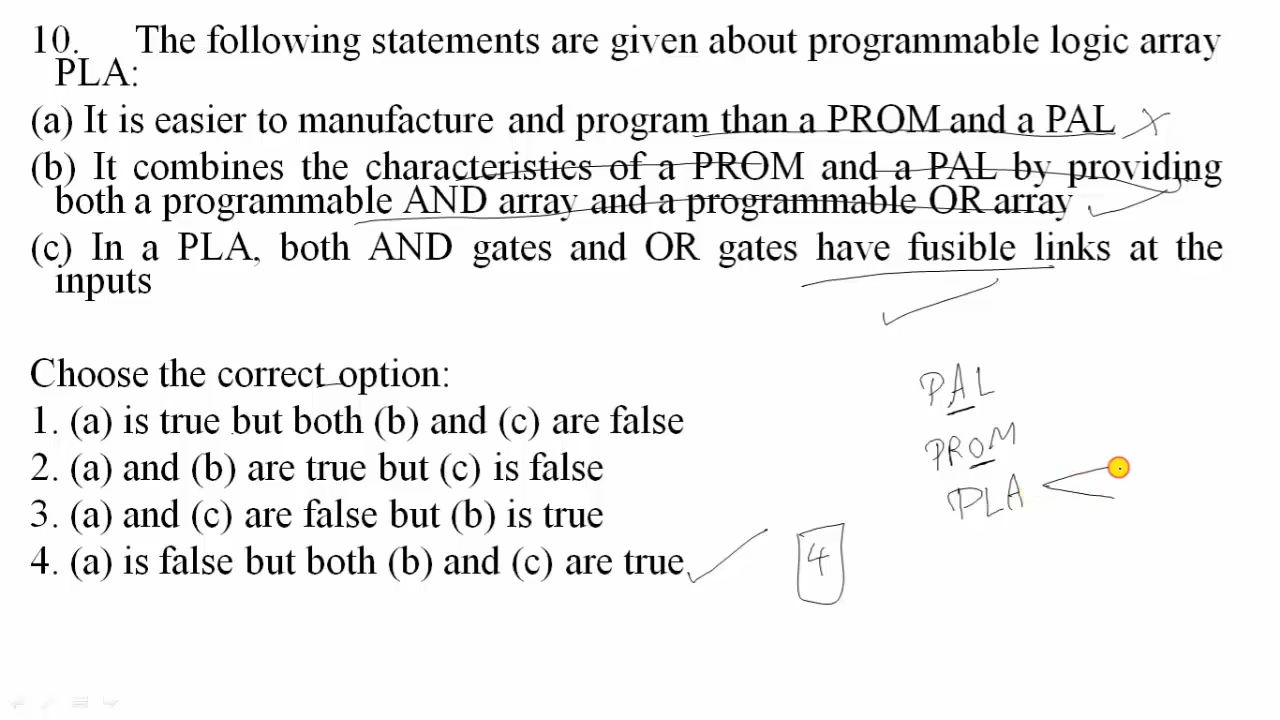 10. The following statements are given about programmable logic array
PLA:
(a) It is easier to manufacture and program than a PROM and a PAL
(b) It combines the characteristics of a PROM and a PAL by providing
both a programmable AND array and a programmable OR array
(c) In a PLA, both AND gates and OR gates have fusible links at the
inputs
Choose the correct option:
1. (a) is true but both (b) and (c) are false
2. (a) and (b) are true but (c) is false
3. (a) and (c) are false but (b) is true
4. (a) is false but both (b) and (c) are true
PAL
PROM
PLA
4